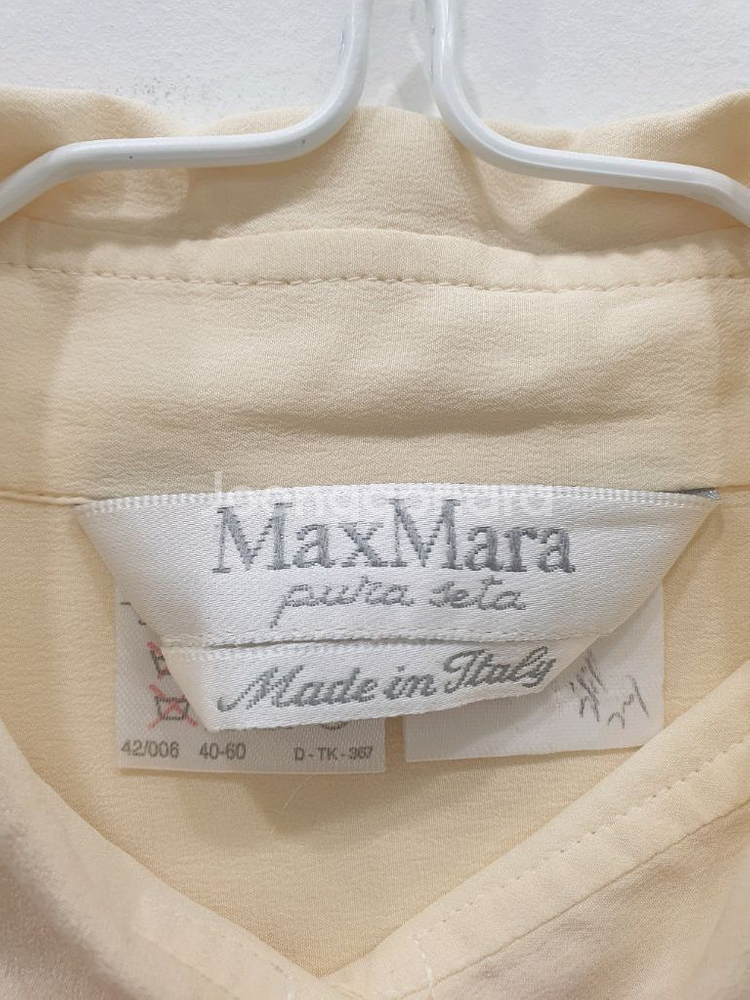 MaxMara
pura seta
Made in Italy
42/006 40-60 D-TK-367